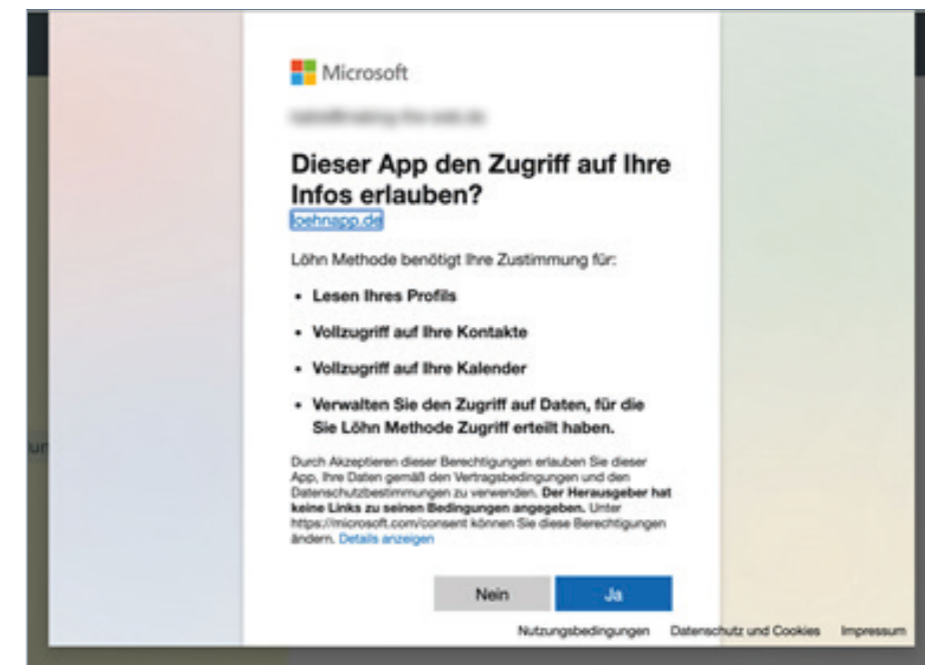 Microsoft
Dieser App den Zugriff auf Ihre
Infos erlauben?
loehnapp.de
Löhn Methode benötigt Ihre Zustimmung für:
• Lesen Ihres Profils
• Vollzugriff auf Ihre Kontakte
• Vollzugriff auf Ihre Kalender
• Verwalten Sie den Zugriff auf Daten, für die
Sie Löhn Methode Zugriff erteilt haben.
Durch Akzeptieren dieser Berechtigungen erlauben Sie dieser
App, Ihre Daten gemäß den Vertragsbedingungen und den
Datenschutzbestimmungen zu verwenden. Der Herausgeber hat
keine Links zu seinen Bedingungen angegeben. Unter
https://microsoft.com/consent können Sie diese Berechtigungen
ändern. Details anzeigen
Nein Ja
Nutzungsbedingungen Datenschutz und Cookies Impressum